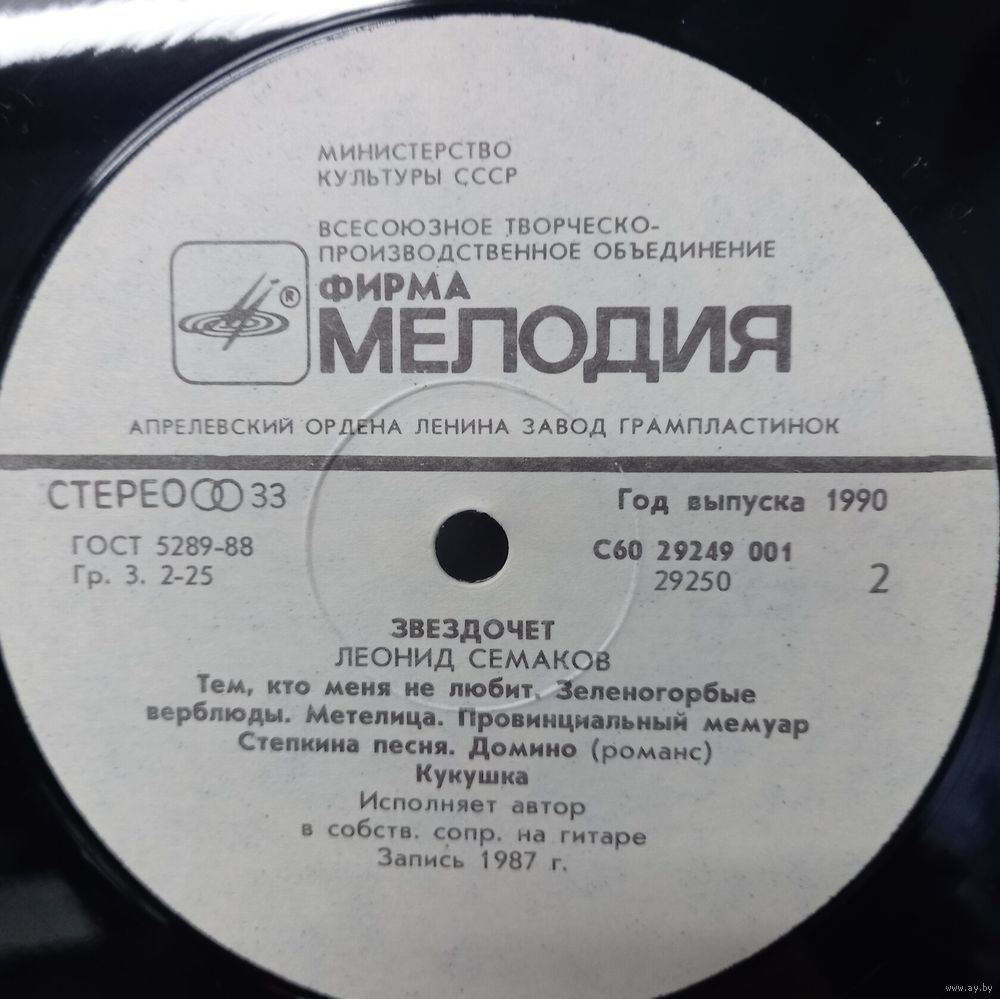 МИНИСТЕРСТВО
КУЛЬТУРЫ СССР
ВСЕСОЮЗНОЕ ТВОРЧЕСКО-
ПРОИЗВОДСТВЕННОЕ ОБЪЕДИНЕНИЕ
®
ФИРМА
МЕЛОДИЯ
АПРЕЛЕВСКИЙ ОРДЕНА ЛЕНИНА ЗАВОД ГРАМПЛАСТИНОК
СТЕРЕО 33
ГОСТ 5289-88
Гр. 3. 2-25
Год выпуска 1990
С60 29249 001
29250
2
ЗВЕЗДОЧЕТ
ЛЕОНИД СЕМАКОВ
Тем, кто меня не любит. Зеленогорбые
верблюды. Метелица. Провинциальный мемуар
Степкина песня. Домино (романс)
Кукушка
Исполняет автор
в собств. сопр. на гитаре
Запись 1987 г.
www.ay.by